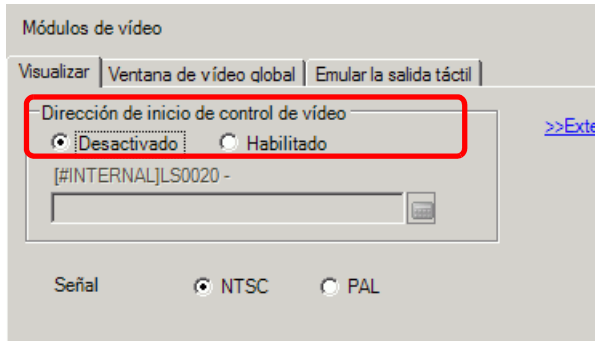 Módulos de vídeo
Visualizar Ventana de vídeo global Emular la salida táctil
Dirección de inicio de control de vídeo
Desactivado Habilitado
>>Exte
[#INTERNAL]LS0020 -
Señal NTSC PAL